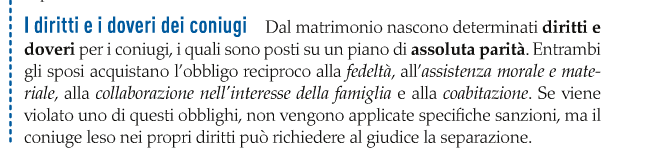 I diritti e i doveri dei coniugi Dal matrimonio nascono determinati diritti e
doveri per i coniugi, i quali sono posti su un piano di assoluta parità. Entrambi
gli sposi acquistano l'obbligo reciproco alla fedeltà, all'assistenza morale e mate-
riale, alla collaborazione nell'interesse della famiglia e alla coabitazione. Se viene
violato uno di questi obblighi, non vengono applicate specifiche sanzioni, ma il
coniuge leso nei propri diritti può richiedere al giudice la separazione.